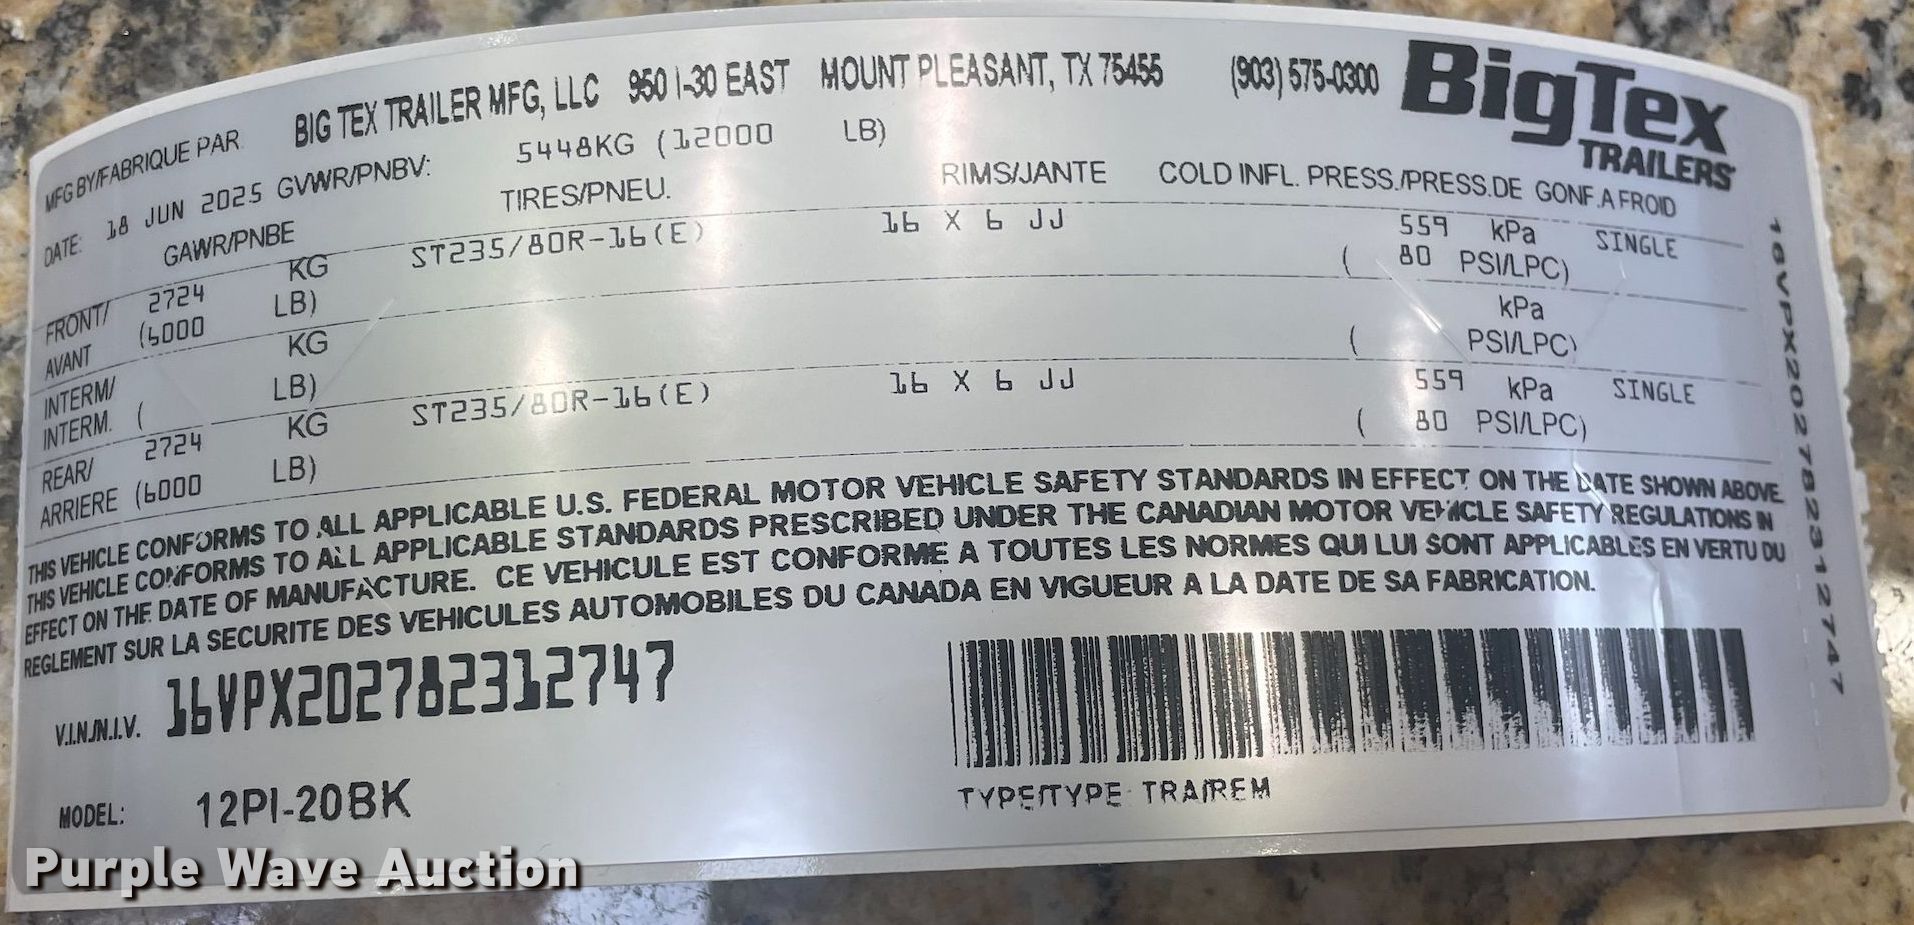 MFG BY/FABRIQUE PAR BIG TEX TRAILER MFG, LLC 950 I-30 EAST MOUNT PLEASANT, TX 75455 (903) 575-0300 BigTex TRAILERS
DATE: 18 JUN 2025 GVWR/PNBV: 5448KG (12000 LB)
GAWR/PNBE TIRES/PNEU. RIMS/JANTE COLD INFL. PRESS./PRESS.DE GONF.A FROID
FRONT/ 2724 KG ST235/80R-16(E) 16 X 6 JJ 559 kPa SINGLE
AVANT (6000 LB) ( 80 PSI/LPC)
INTERM/ KG kPa
INTERM. ( LB) ( PSI/LPC)
REAR/ 2724 KG ST235/80R-16(E) 16 X 6 JJ 559 kPa SINGLE
ARRIERE (6000 LB) ( 80 PSI/LPC)
THIS VEHICLE CONFORMS TO ALL APPLICABLE U.S. FEDERAL MOTOR VEHICLE SAFETY STANDARDS IN EFFECT ON THE DATE SHOWN ABOVE.
THIS VEHICLE CONFORMS TO ALL APPLICABLE STANDARDS PRESCRIBED UNDER THE CANADIAN MOTOR VEHICLE SAFETY REGULATIONS IN
EFFECT ON THE DATE OF MANUFACTURE. CE VEHICULE EST CONFORME A TOUTES LES NORMES QUI LUI SONT APPLICABLES EN VERTU DU
REGLEMENT SUR LA SECURITE DES VEHICULES AUTOMOBILES DU CANADA EN VIGUEUR A LA DATE DE SA FABRICATION.
V.I.N./N.I.V. 16VPX202782312747
MODEL: 12PI-20BK
TYPE/TYPE: TRA/REM
16VPX202782312747
Purple Wave Auction